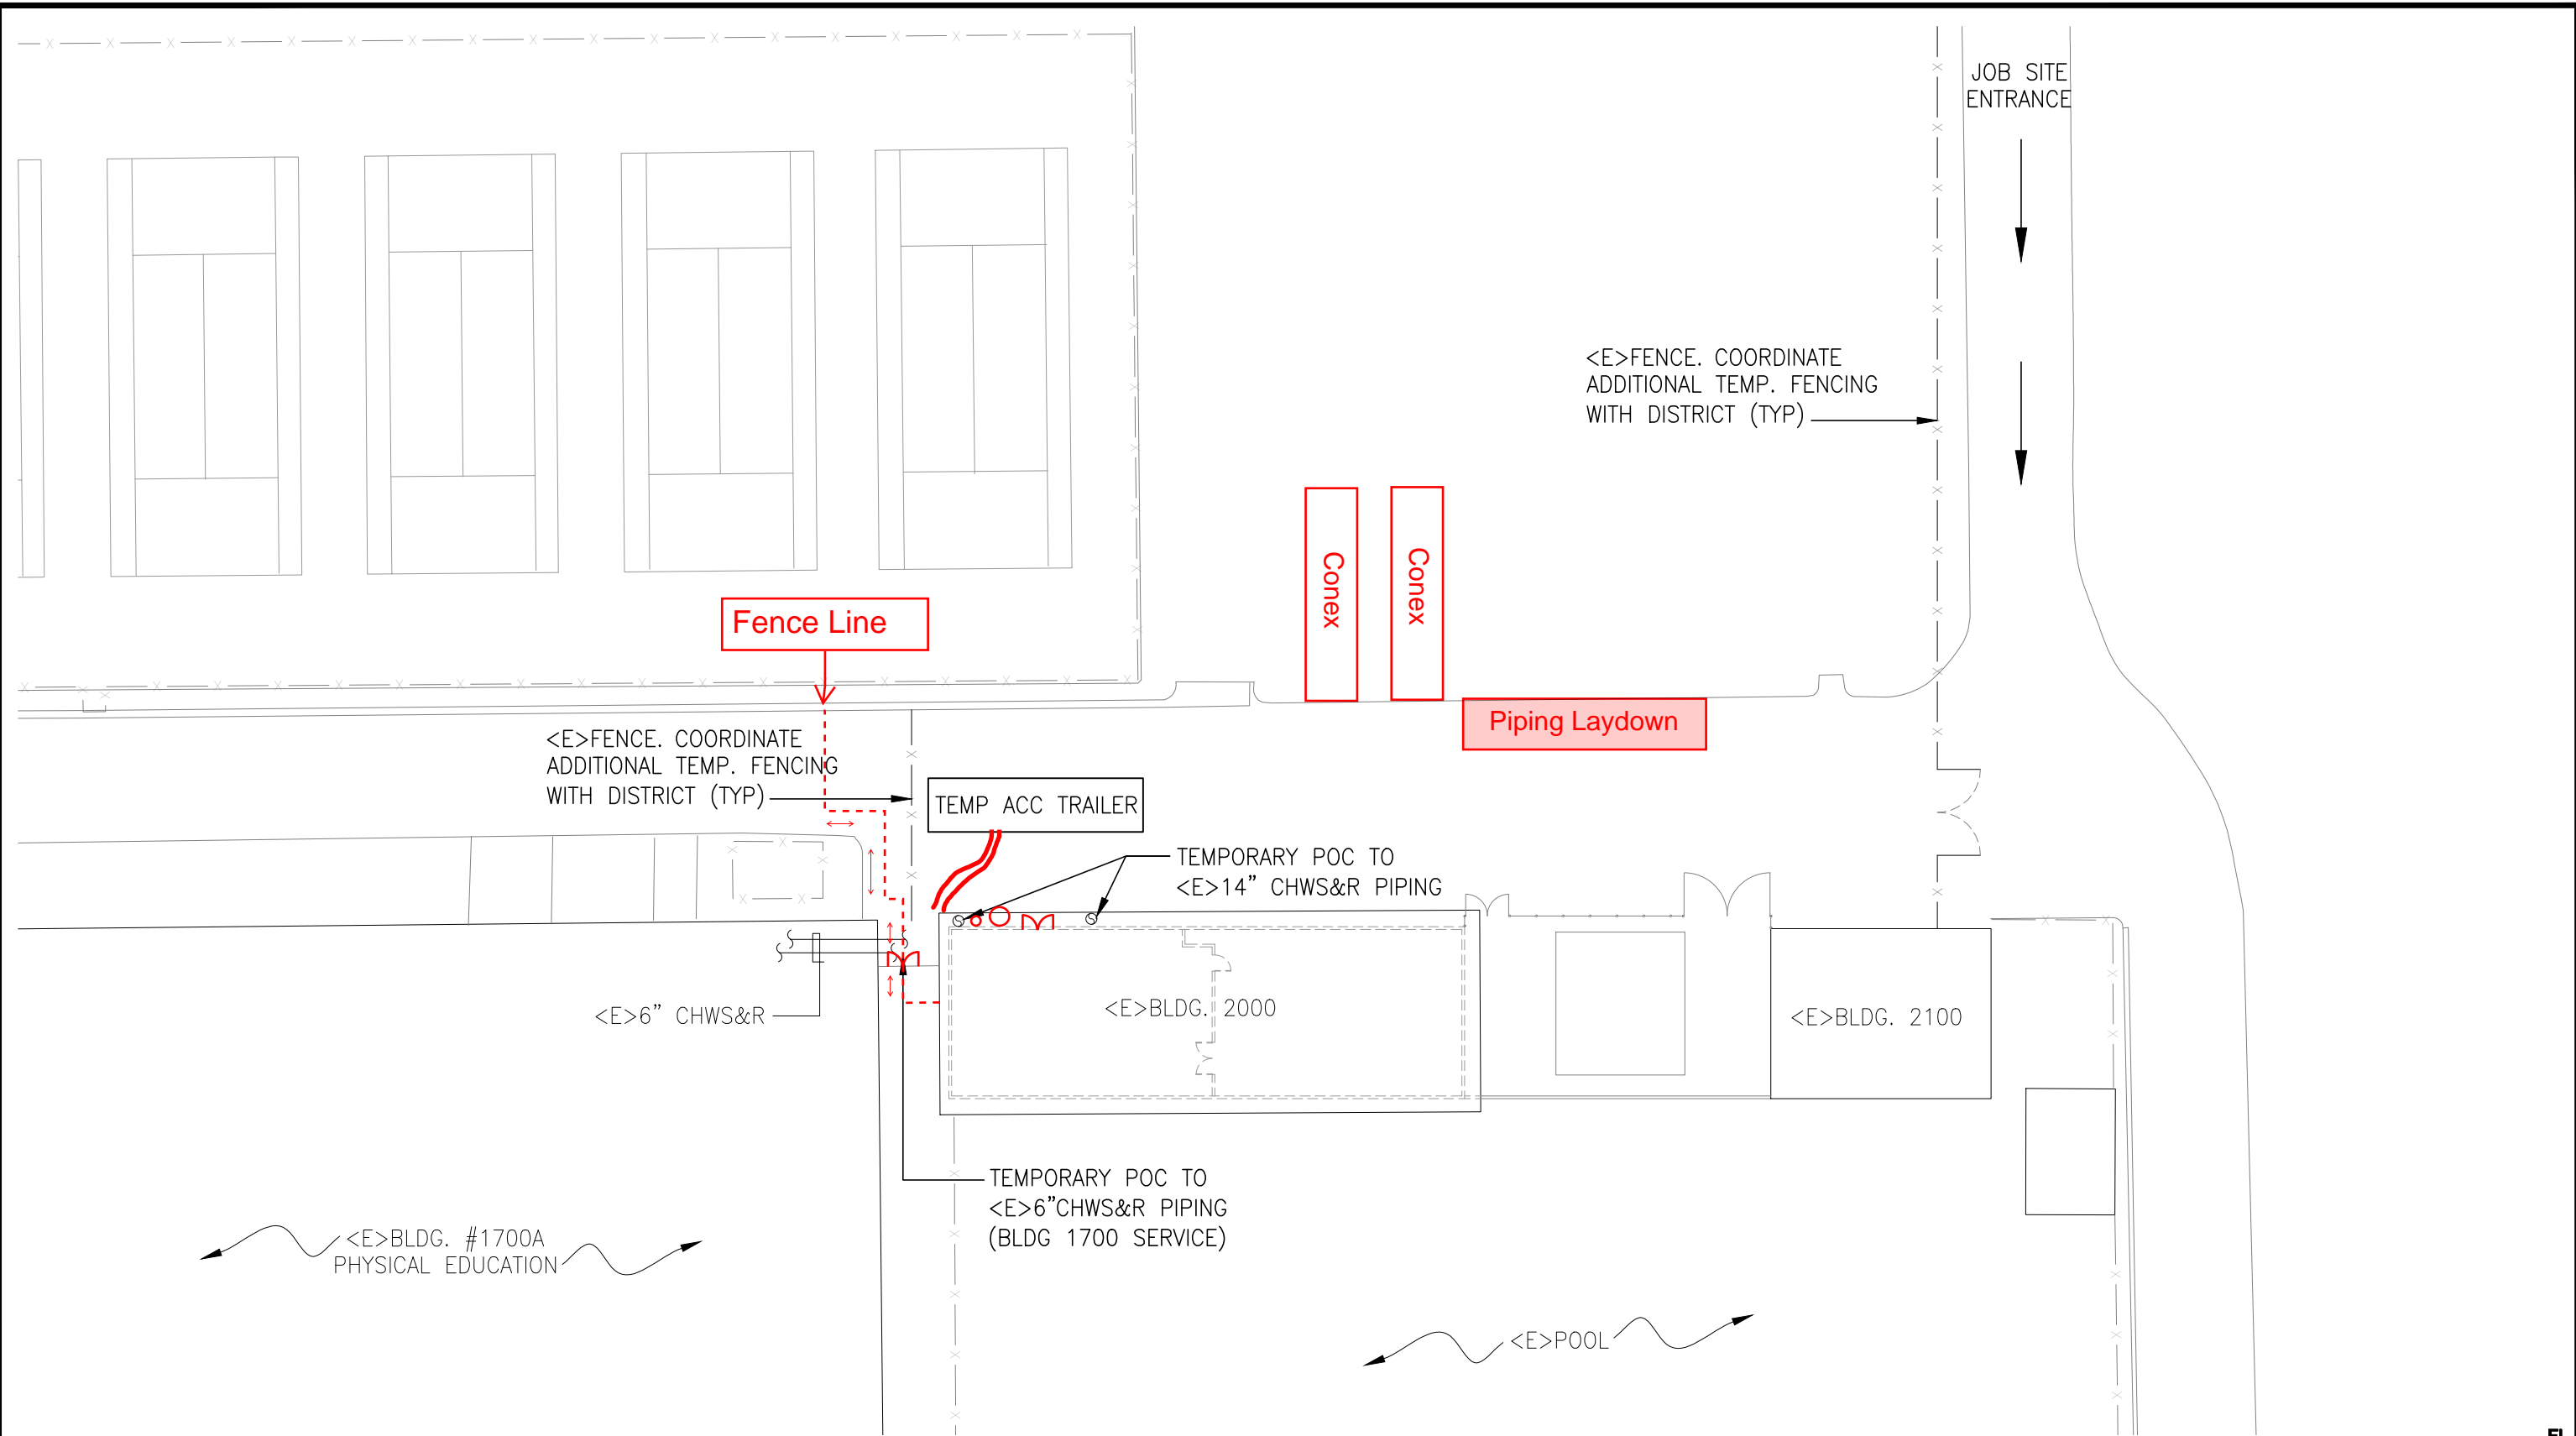 JOB SITE
ENTRANCE
<E>FENCE. COORDINATE
ADDITIONAL TEMP. FENCING
WITH DISTRICT (TYP)
Conex
Conex
Fence Line
Piping Laydown
<E>FENCE. COORDINATE
ADDITIONAL TEMP. FENCING
WITH DISTRICT (TYP)
TEMP ACC TRAILER
TEMPORARY POC TO
<E>14" CHWS&R PIPING
<E>6" CHWS&R
<E>BLDG. 2000
<E>BLDG. 2100
TEMPORARY POC TO
<E>6"CHWS&R PIPING
(BLDG 1700 SERVICE)
<E>BLDG. #1700A
PHYSICAL EDUCATION
<E>POOL